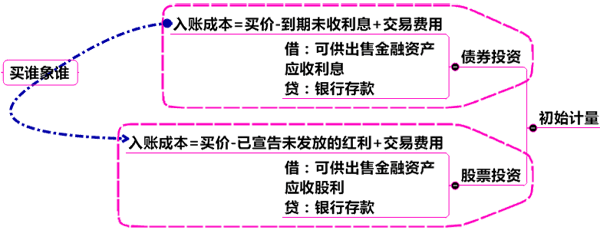 入账成本=买价-到期未收利息+交易费用
借：可供出售金融资产
应收利息
贷：银行存款
债券投资
买谁象谁
初始计量
入账成本=买价-已宣告未发放的红利+交易费用
借：可供出售金融资产
应收股利
贷：银行存款
股票投资